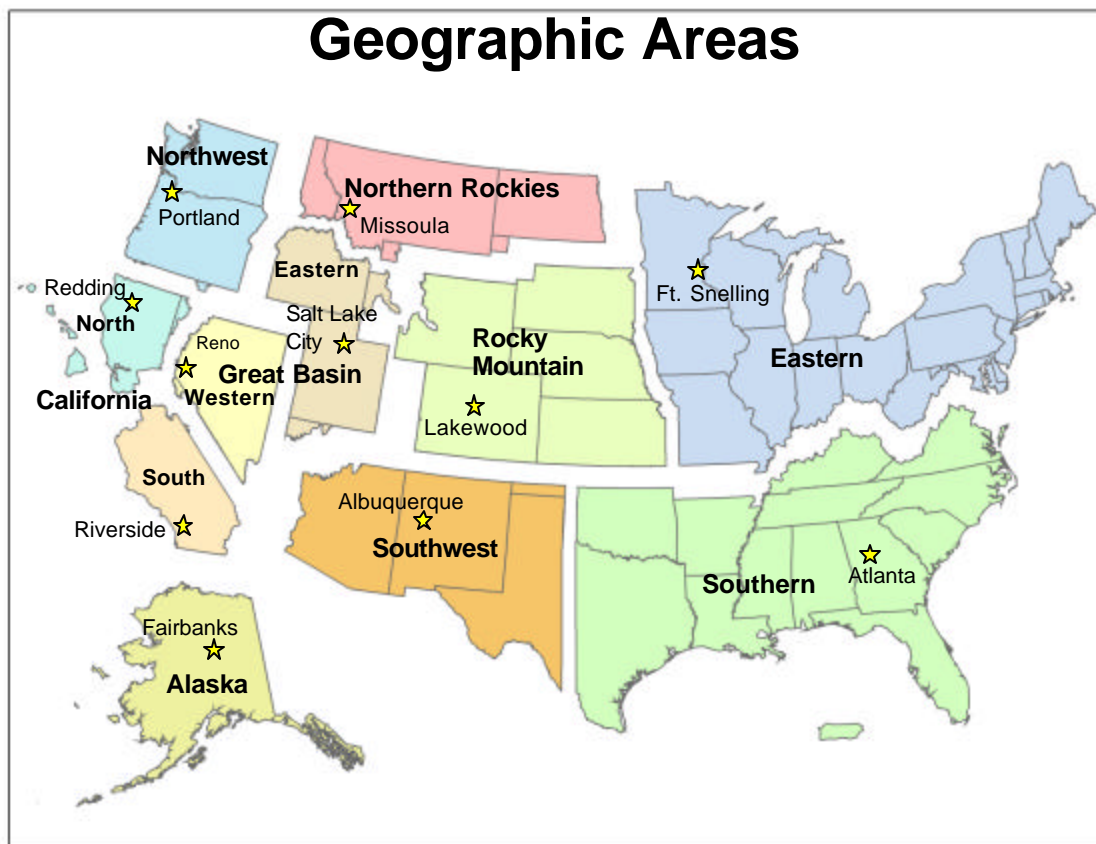 Geographic Areas
Northwest
Portland
Northern Rockies
Missoula
Eastern
Salt Lake
City
Redding
North
California
Reno
Great Basin
Western
Rocky
Mountain
Lakewood
Ft. Snelling
Eastern
South
Riverside
Albuquerque
Southwest
Southern
Atlanta
Fairbanks
Alaska